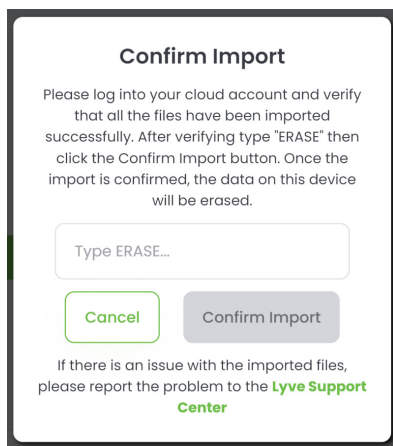 Confirm Import
Please log into your cloud account and verify
that all the files have been imported
successfully. After verifying type "ERASE" then
click the Confirm Import button. Once the
import is confirmed, the data on this device
will be erased.
Type ERASE...
Cancel
Confirm Import
If there is an issue with the imported files,
please report the problem to the Lyve Support
Center